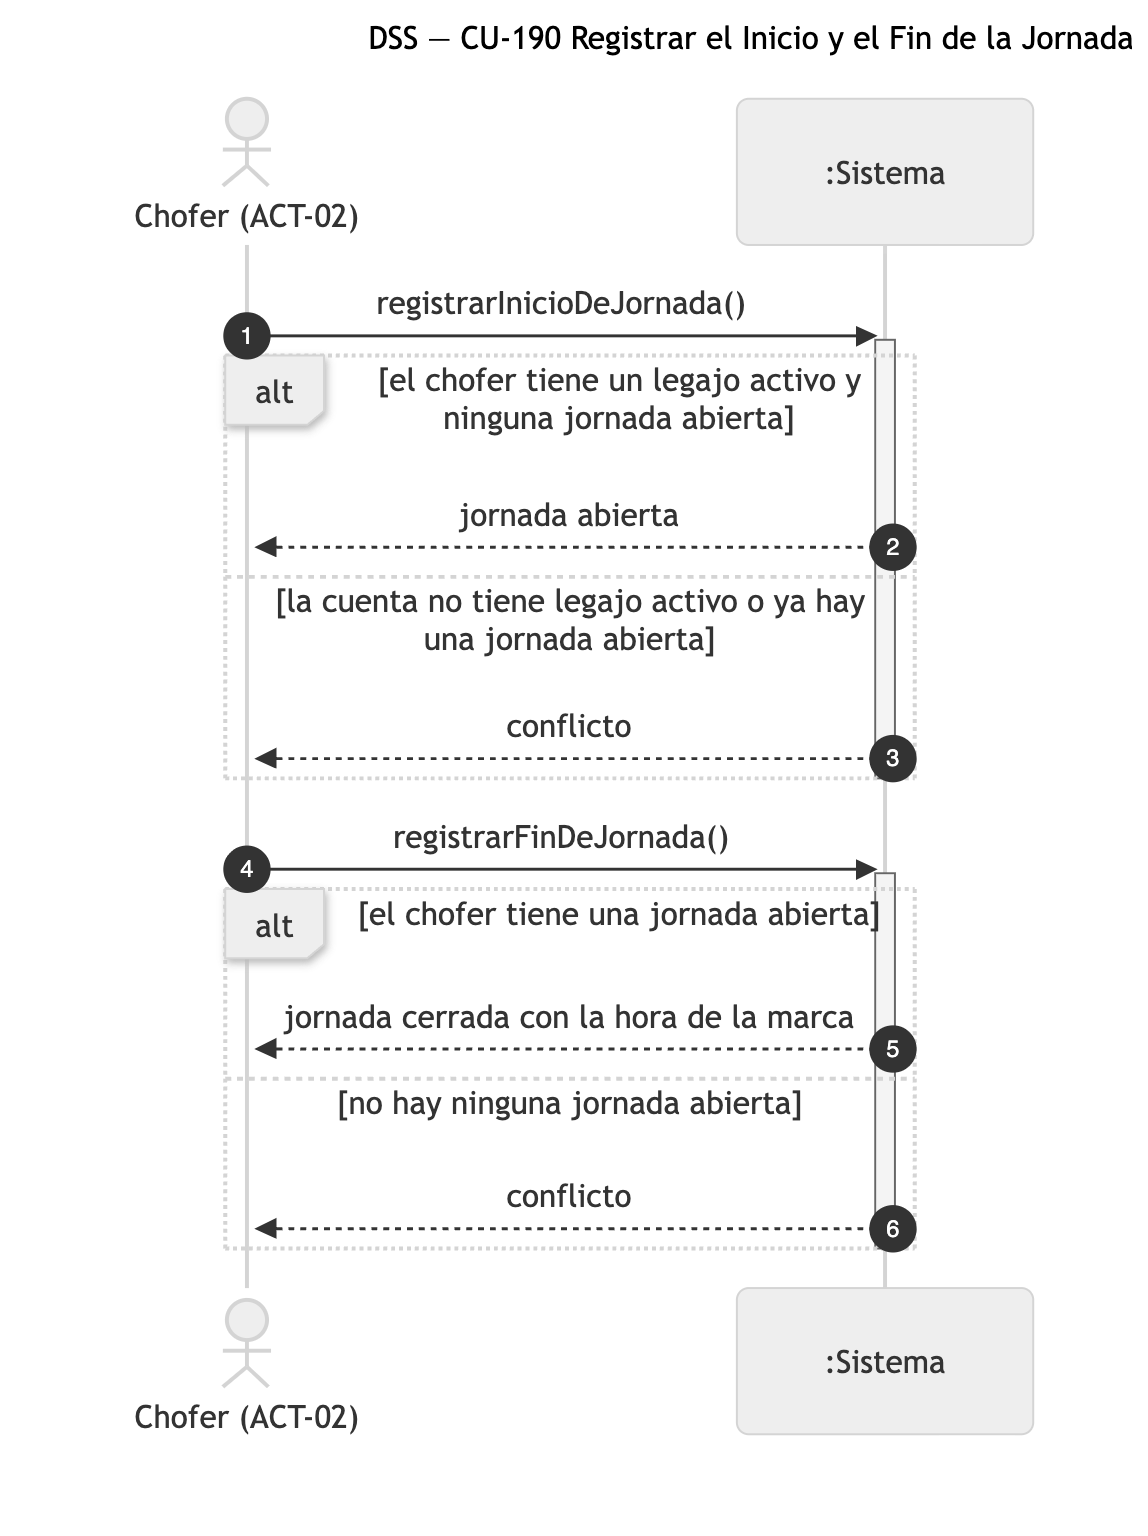 DSS — CU-190 Registrar el Inicio y el Fin de la Jornada
:Sistema
Chofer (ACT-02)
registrarInicioDeJornada()
1
alt
[el chofer tiene un legajo activo y
ninguna jornada abierta]
jornada abierta
2
[la cuenta no tiene legajo activo o ya hay
una jornada abierta]
conflicto
3
registrarFinDeJornada()
4
alt
[el chofer tiene una jornada abierta]
jornada cerrada con la hora de la marca
5
[no hay ninguna jornada abierta]
conflicto
6
:Sistema
Chofer (ACT-02)